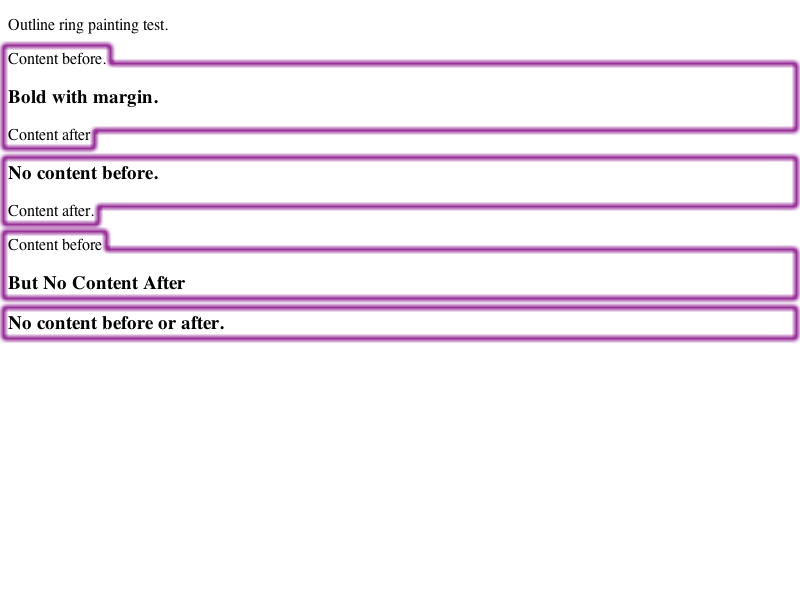 Outline ring painting test.
Content before.
Bold with margin.
Content after
No content before.
Content after.
Content before
But No Content After
No content before or after.